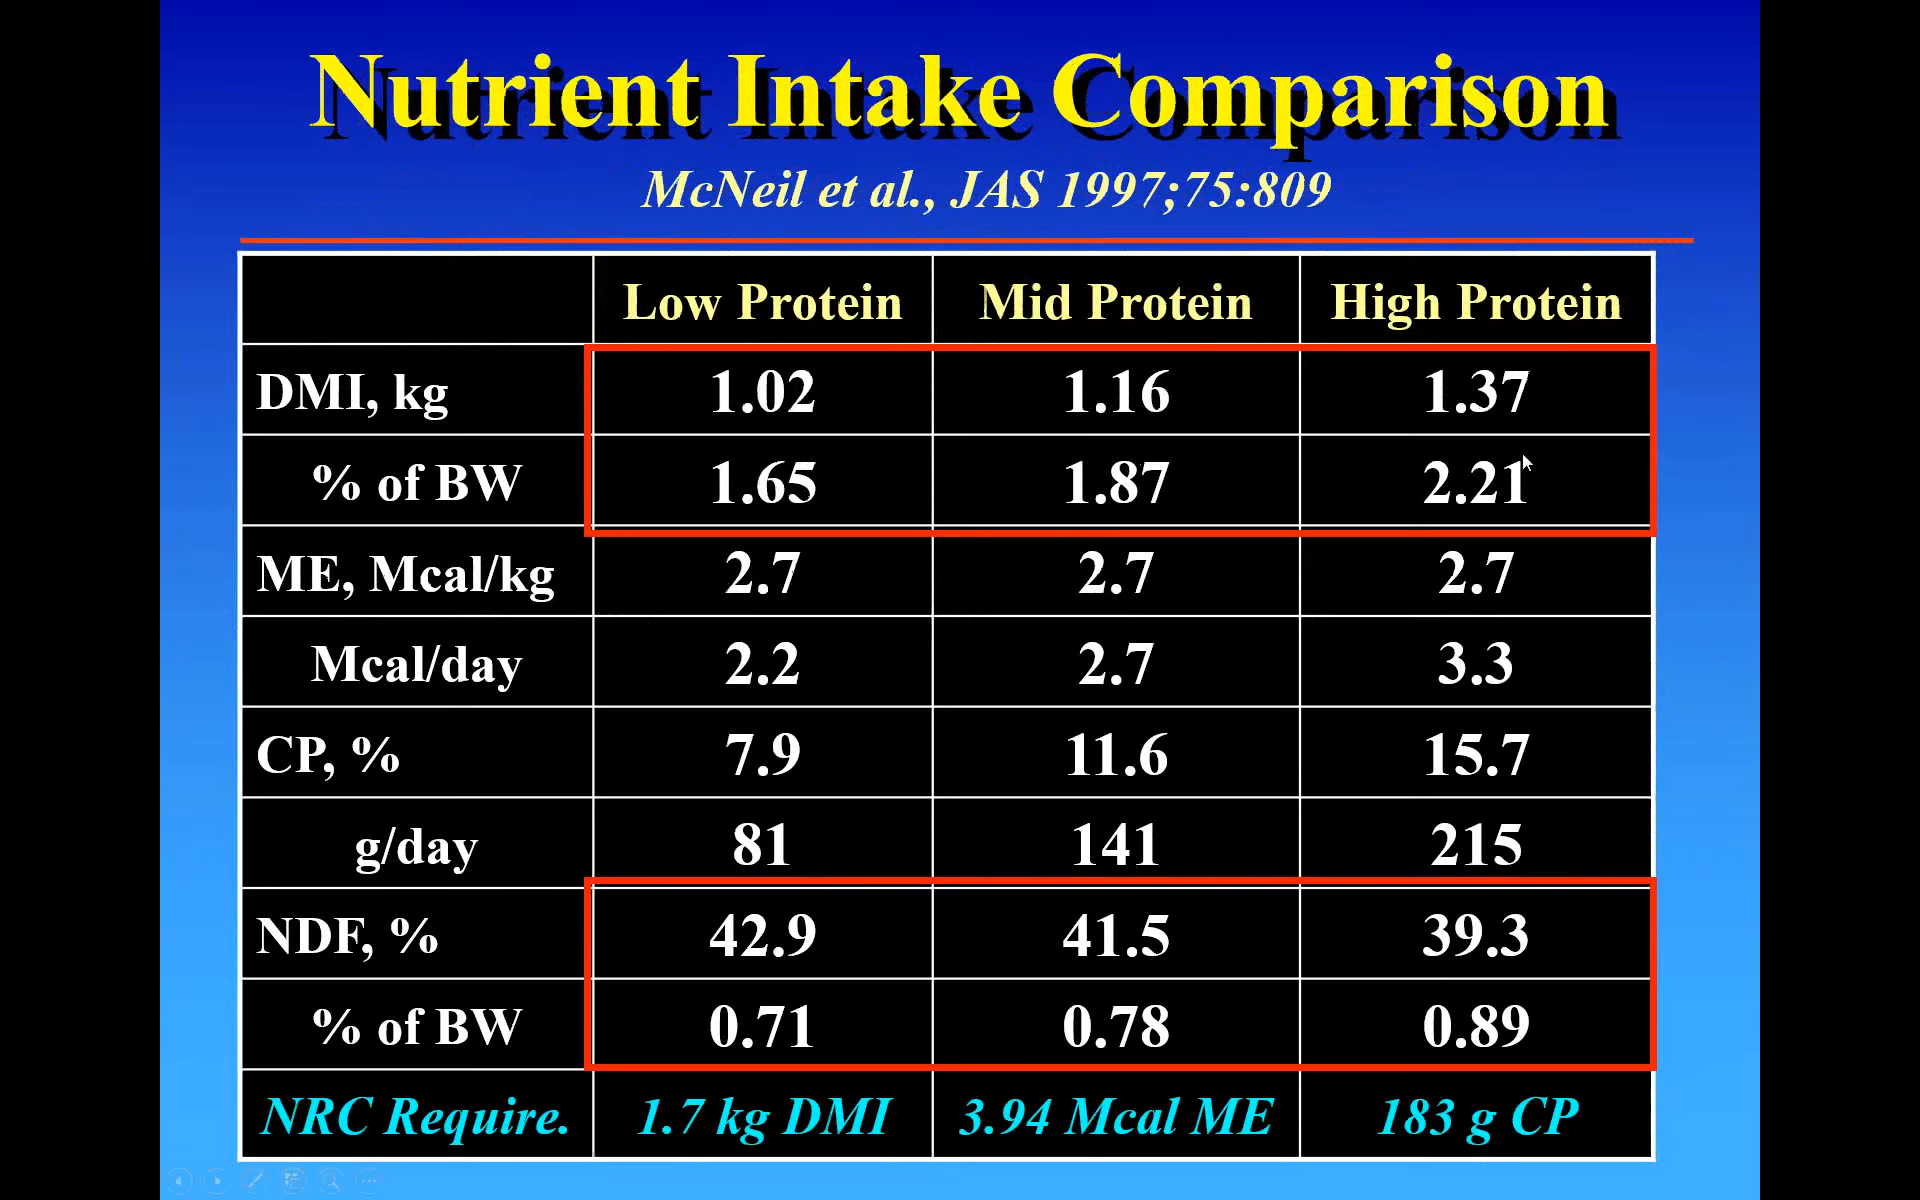 Nutrient Intake Comparison
McNeil et al., JAS 1997;75:809
Low Protein Mid Protein High Protein
DMI, kg 1.02 1.16 1.37
% of BW 1.65 1.87 2.21
ME, Mcal/kg 2.7 2.7 2.7
Mcal/day 2.2 2.7 3.3
CP, % 7.9 11.6 15.7
g/day 81 141 215
NDF, % 42.9 41.5 39.3
% of BW 0.71 0.78 0.89
NRC Require. 1.7 kg DMI 3.94 Mcal ME 183 g CP